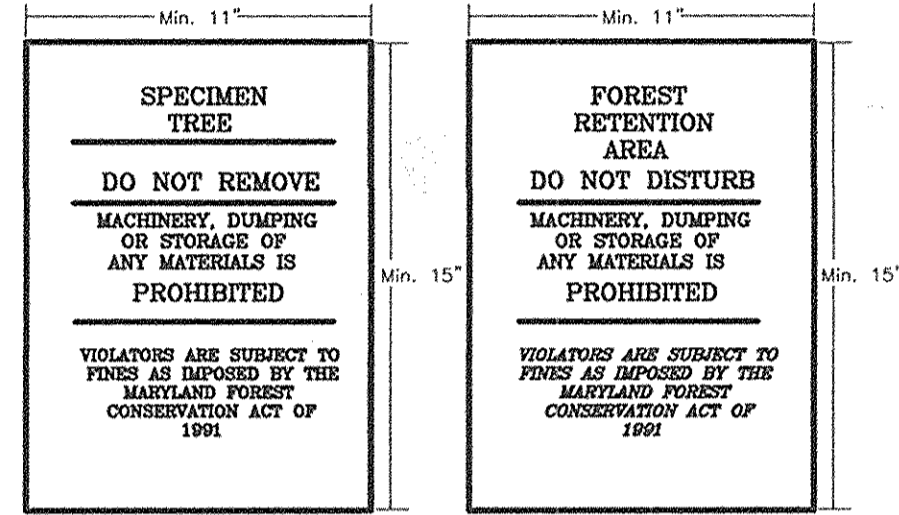 Min. 11"
SPECIMEN
TREE
DO NOT REMOVE
MACHINERY, DUMPING
OR STORAGE OF
ANY MATERIALS IS
PROHIBITED
VIOLATORS ARE SUBJECT TO
FINES AS IMPOSED BY THE
MARYLAND FOREST
CONSERVATION ACT OF
1991
Min. 15"
Min. 11"
FOREST
RETENTION
AREA
DO NOT DISTURB
MACHINERY, DUMPING
OR STORAGE OF
ANY MATERIALS IS
PROHIBITED
VIOLATORS ARE SUBJECT TO
FINES AS IMPOSED BY THE
MARYLAND FOREST
CONSERVATION ACT OF
1991
Min. 15'